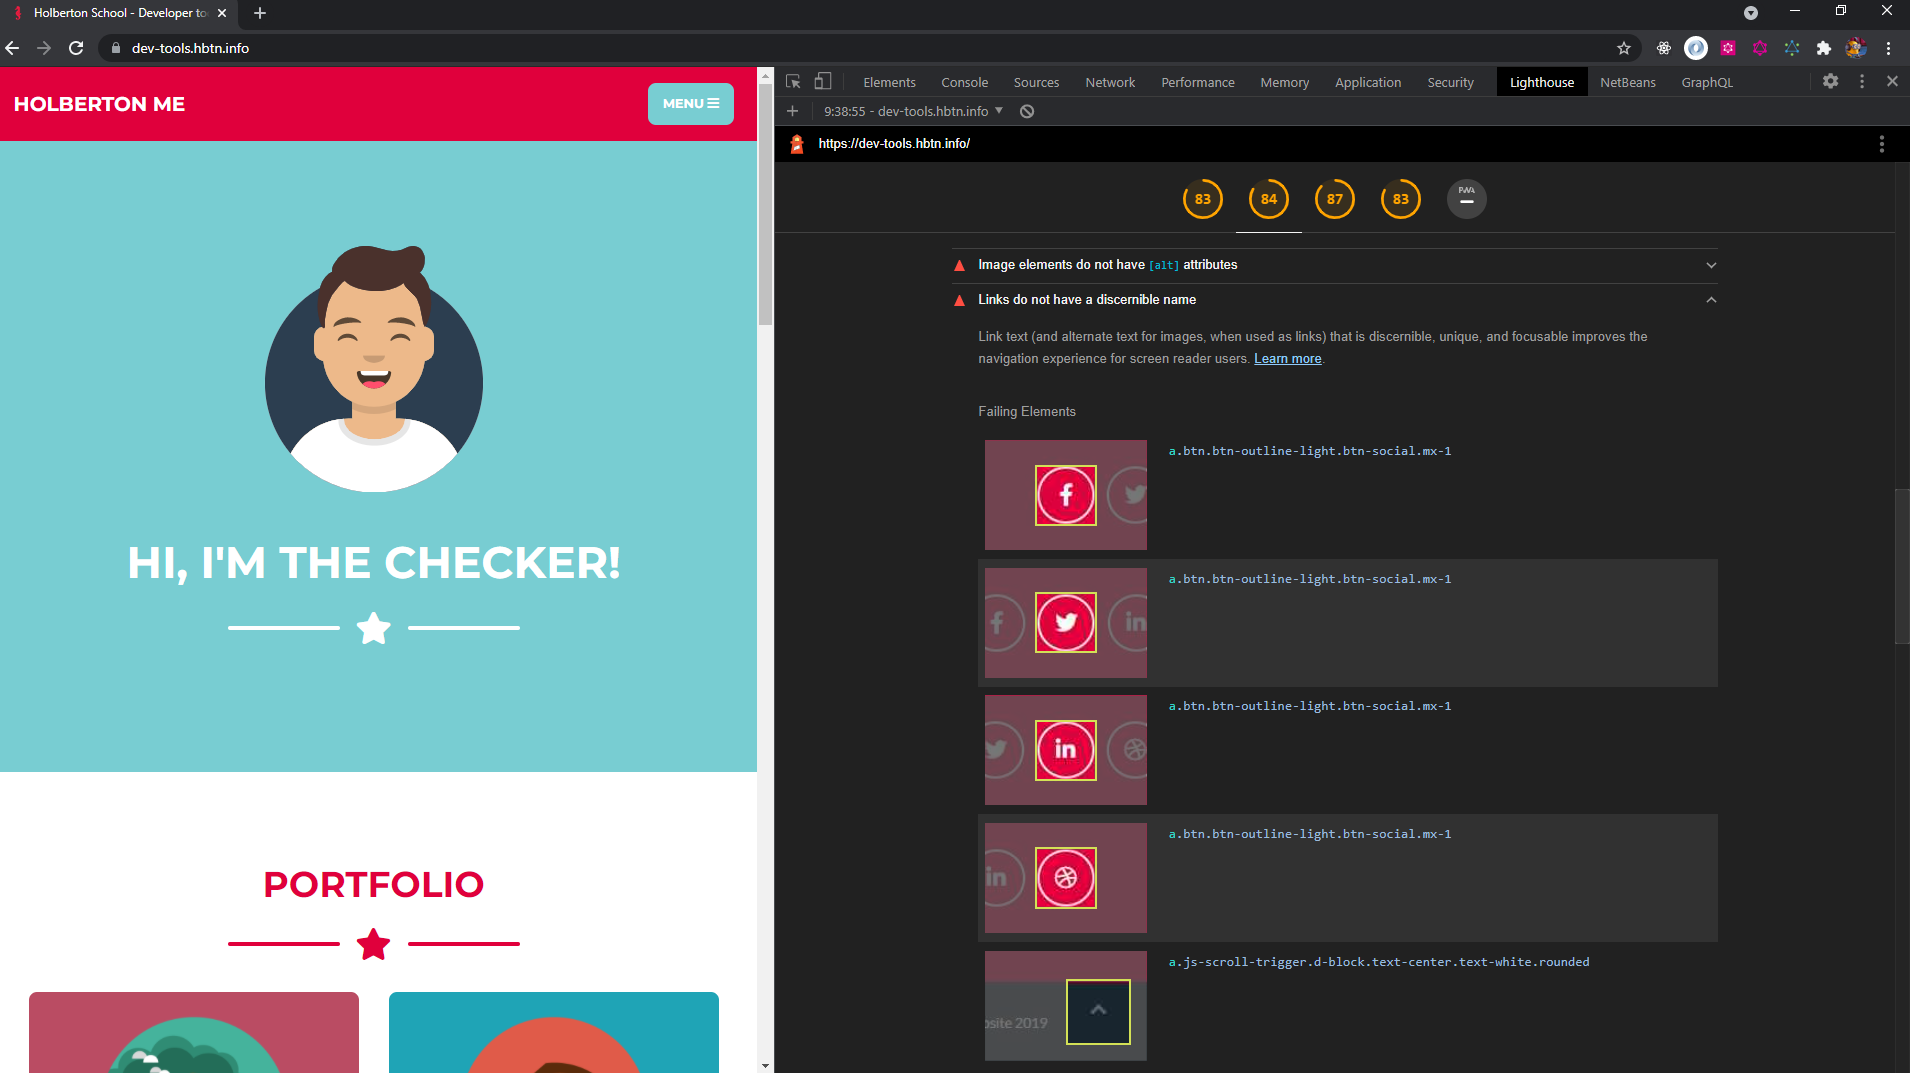 Holberton School - Developer to
dev-tools.hbtn.info
HOLBERTON ME
MENU
HI, I'M THE CHECKER!
PORTFOLIO
Elements Console Sources Network Performance Memory Application Security Lighthouse NetBeans GraphQL
9:38:55 - dev-tools.hbtn.info
https://dev-tools.hbtn.info/
83 84 87 83 PWA
Image elements do not have [alt] attributes
Links do not have a discernible name
Link text (and alternate text for images, when used as links) that is discernible, unique, and focusable improves the
navigation experience for screen reader users. Learn more.
Failing Elements
a.btn.btn-outline-light.btn-social.mx-1
a.btn.btn-outline-light.btn-social.mx-1
in
a.btn.btn-outline-light.btn-social.mx-1
in
a.btn.btn-outline-light.btn-social.mx-1
in
a.js-scroll-trigger.d-block.text-center.text-white.rounded
osite 2019